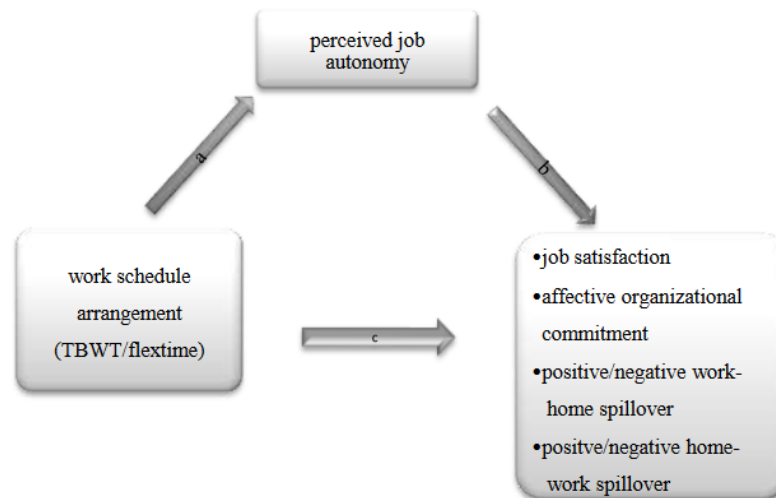 perceived job
autonomy
a
b
work schedule
arrangement
(TBWT/flextime)
c
•job satisfaction
•affective organizational
commitment
•positive/negative work-
home spillover
•positve/negative home-
work spillover